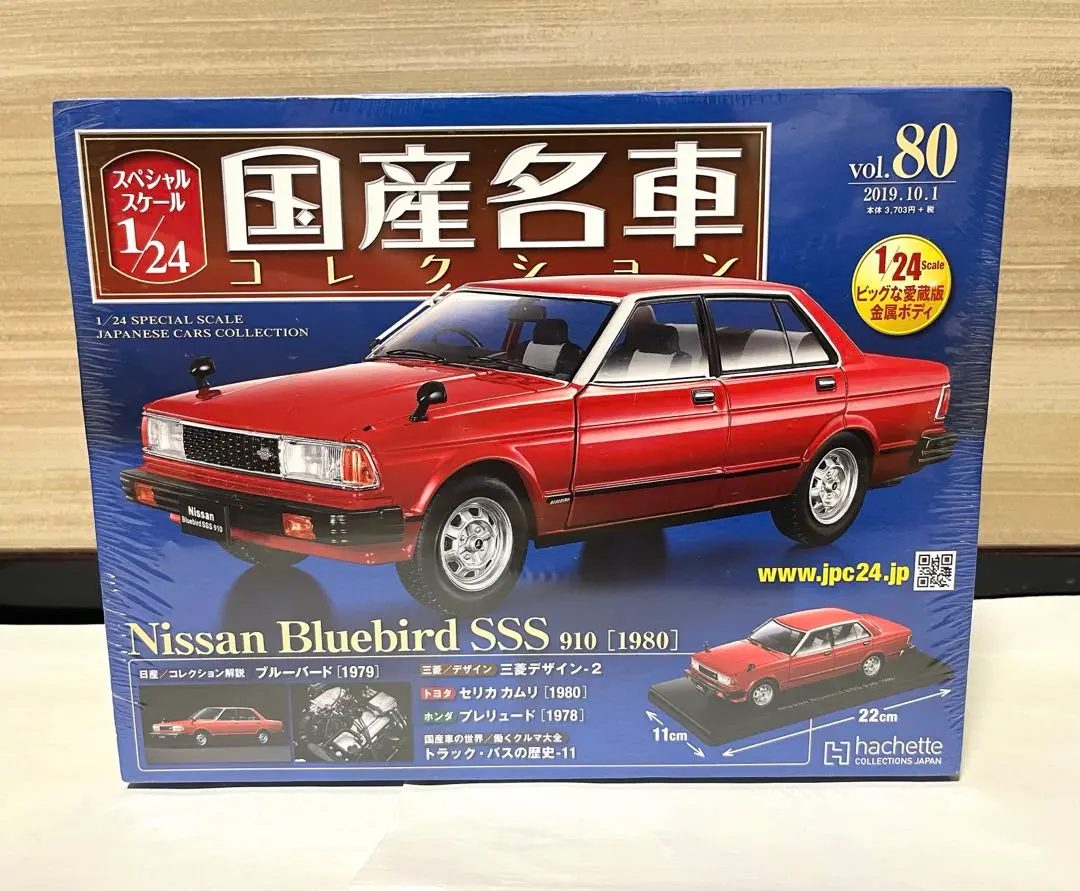 スペシャル
スケール
1/24
国産名車
コレクション
1/24 SPECIAL SCALE
JAPANESE CARS COLLECTION
vol.80
2019.10.1
本体 3,703円+税
1/24 Scale
ビッグな愛蔵版
金属ボディ
Nissan
Bluebird SSS 910
BLUEBIRD
www.jpc24.jp
Nissan Bluebird SSS 910 [1980]
日産/コレクション解説 ブルーバード [1979]
三菱/デザイン 三菱デザイン-2
トヨタ セリカ カムリ [1980]
ホンダ プレリュード [1978]
国産車の世界/働くクルマ大全
トラック・バスの歴史-11
Nissan Bluebird SSS 910 1980
11cm
22cm
hachette
COLLECTIONS JAPAN